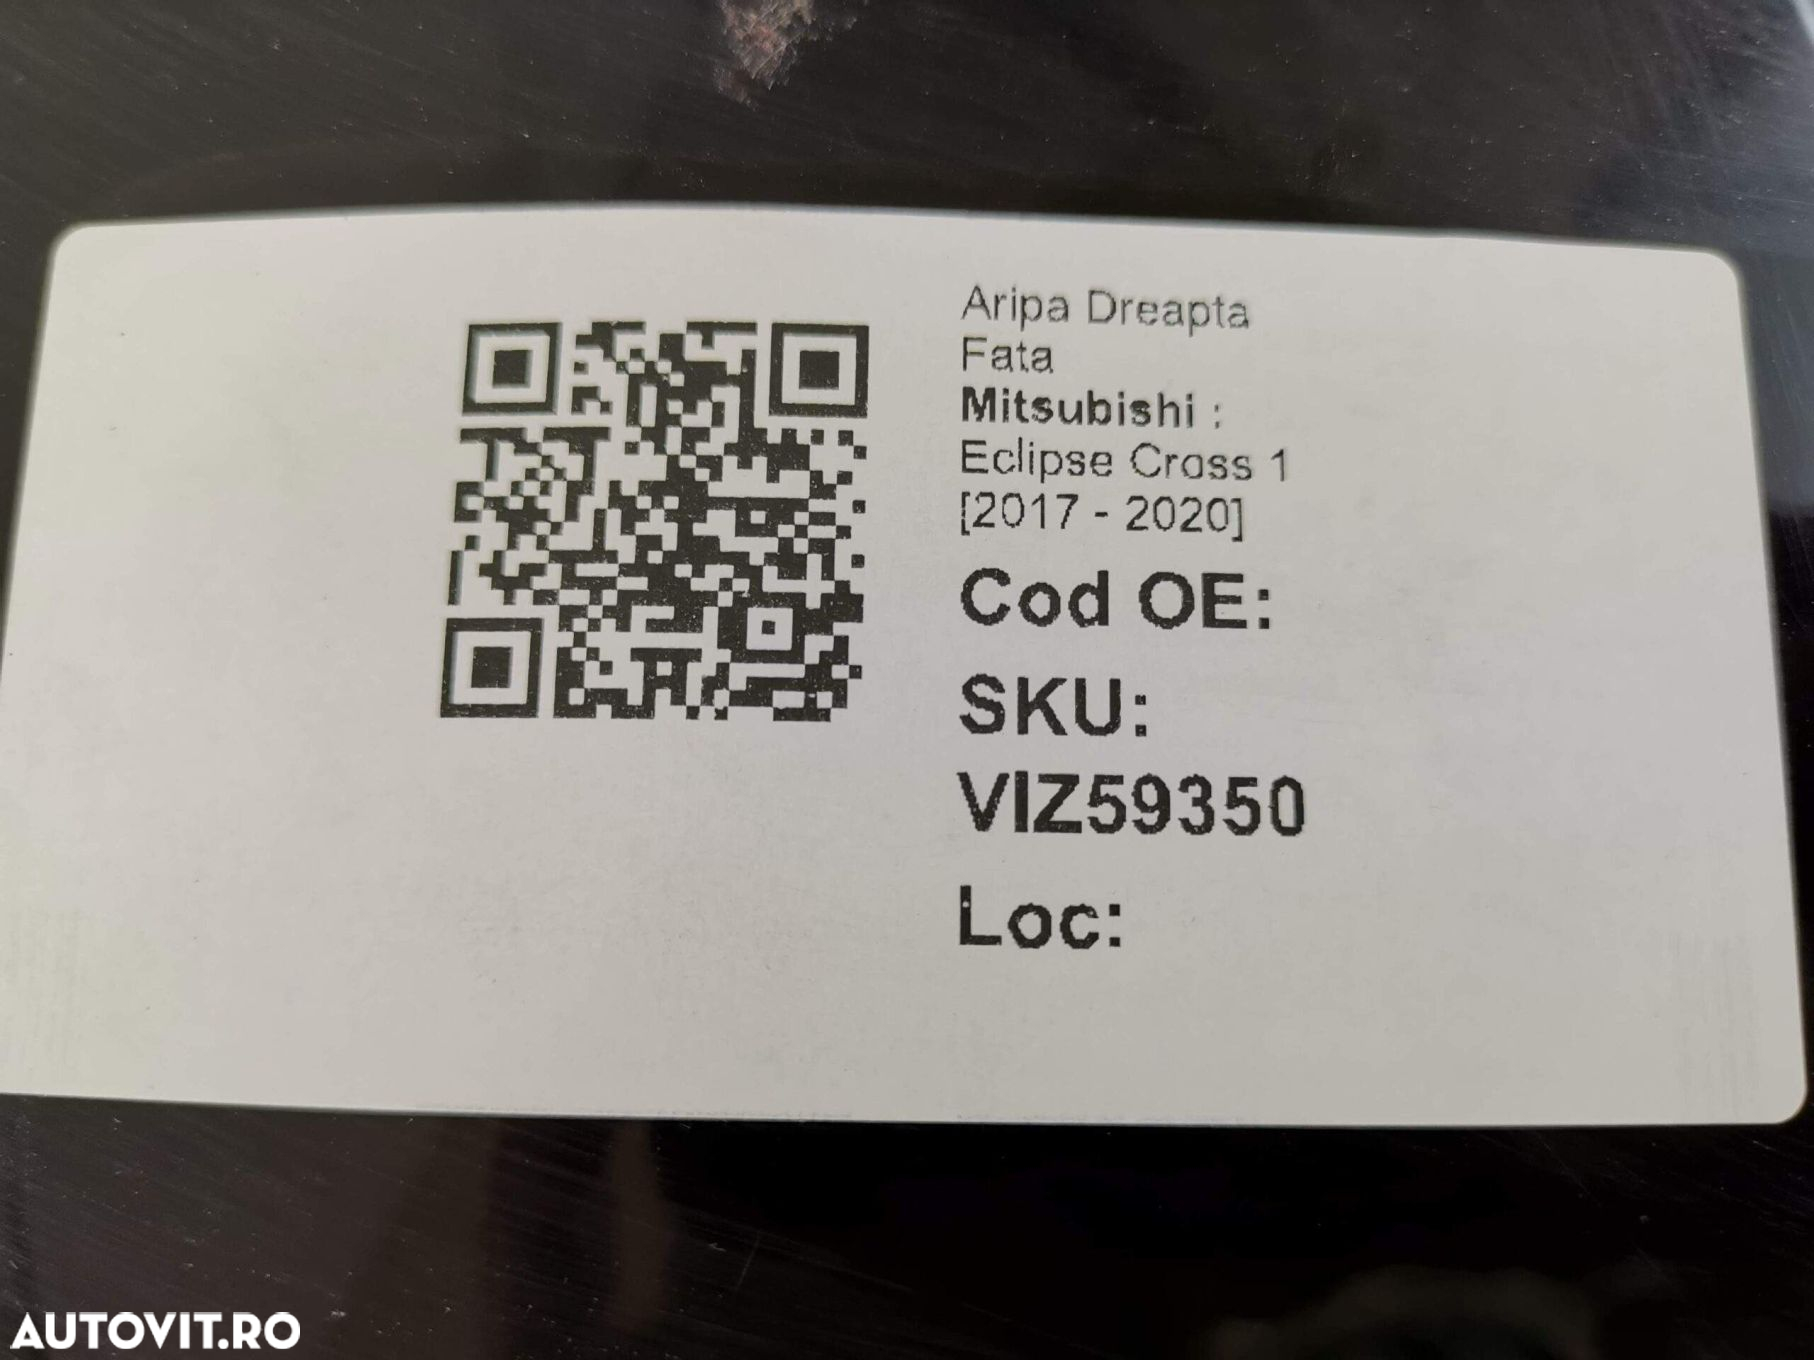 Aripa Dreapta
Fata
Mitsubishi :
Eclipse Cross 1
[2017 - 2020]
Cod OE:
SKU:
VIZ59350
Loc:
AUTOVIT.RO